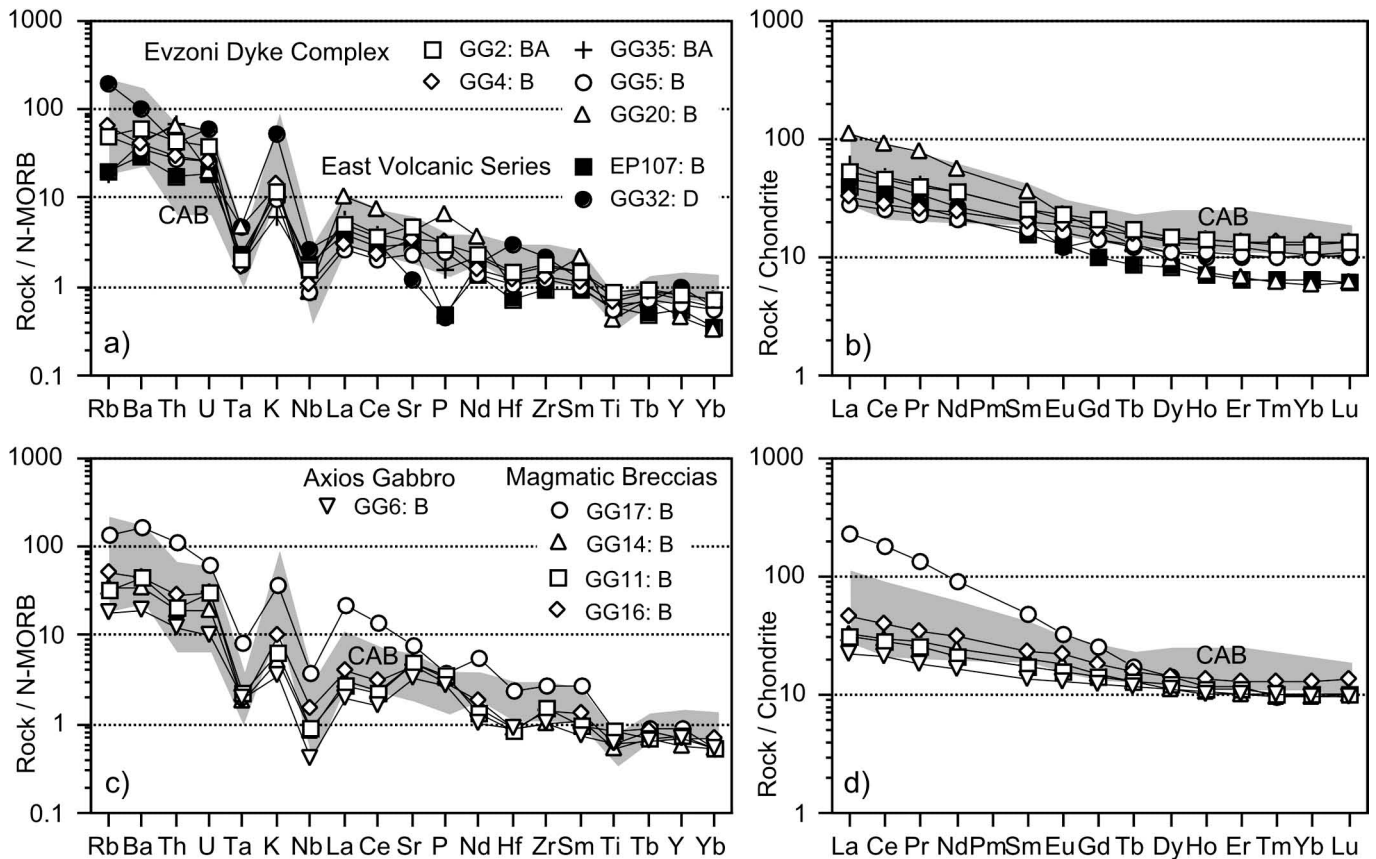 1000
100
10
1
0.1
Rock / N-MORB
Evzoni Dyke Complex
GG2: BA
GG35: BA
GG4: B
GG5: B
GG20: B
East Volcanic Series
EP107: B
GG32: D
CAB
a)
Rb Ba Th U Ta K Nb La Ce Sr P Nd Hf Zr Sm Ti Tb Y Yb
1000
100
10
1
Rock / Chondrite
CAB
b)
La Ce Pr Nd Pm Sm Eu Gd Tb Dy Ho Er Tm Yb Lu
1000
100
10
1
0.1
Rock / N-MORB
Axios Gabbro
GG6: B
Magmatic Breccias
GG17: B
GG14: B
GG11: B
GG16: B
CAB
c)
Rb Ba Th U Ta K Nb La Ce Sr P Nd Hf Zr Sm Ti Tb Y Yb
1000
100
10
1
Rock / Chondrite
CAB
d)
La Ce Pr Nd Pm Sm Eu Gd Tb Dy Ho Er Tm Yb Lu